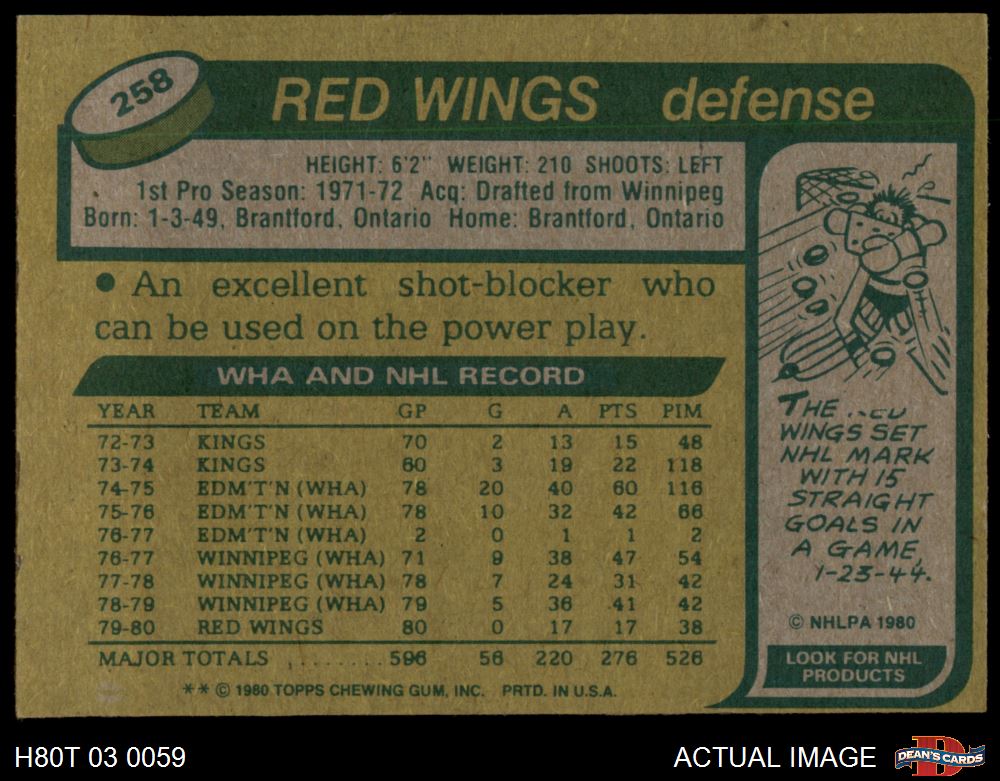 258
RED WINGS defense
HEIGHT: 6'2" WEIGHT: 210 SHOOTS: LEFT
1st Pro Season: 1971-72 Acq: Drafted from Winnipeg
Born: 1-3-49, Brantford, Ontario Home: Brantford, Ontario
• An excellent shot-blocker who
can be used on the power play.
WHA AND NHL RECORD
YEAR TEAM GP G A PTS PIM
72-73 KINGS 70 2 13 15 48
73-74 KINGS 60 3 19 22 118
74-75 EDM'T'N (WHA) 78 20 40 60 116
75-76 EDM'T'N (WHA) 78 10 32 42 66
76-77 EDM'T'N (WHA) 2 0 1 1 2
76-77 WINNIPEG (WHA) 71 9 38 47 54
77-78 WINNIPEG (WHA) 78 7 24 31 42
78-79 WINNIPEG (WHA) 79 5 36 41 42
79-80 RED WINGS 80 0 17 17 38
MAJOR TOTALS ........596 56 220 276 526
** © 1980 TOPPS CHEWING GUM, INC. PRTD. IN U.S.A.
THE RED
WINGS SET
NHL MARK
WITH 15
STRAIGHT
GOALS IN
A GAME,
1-23-44.
© NHLPA 1980
LOOK FOR NHL
PRODUCTS
H80T 03 0059
ACTUAL IMAGE
DEAN'S CARDS